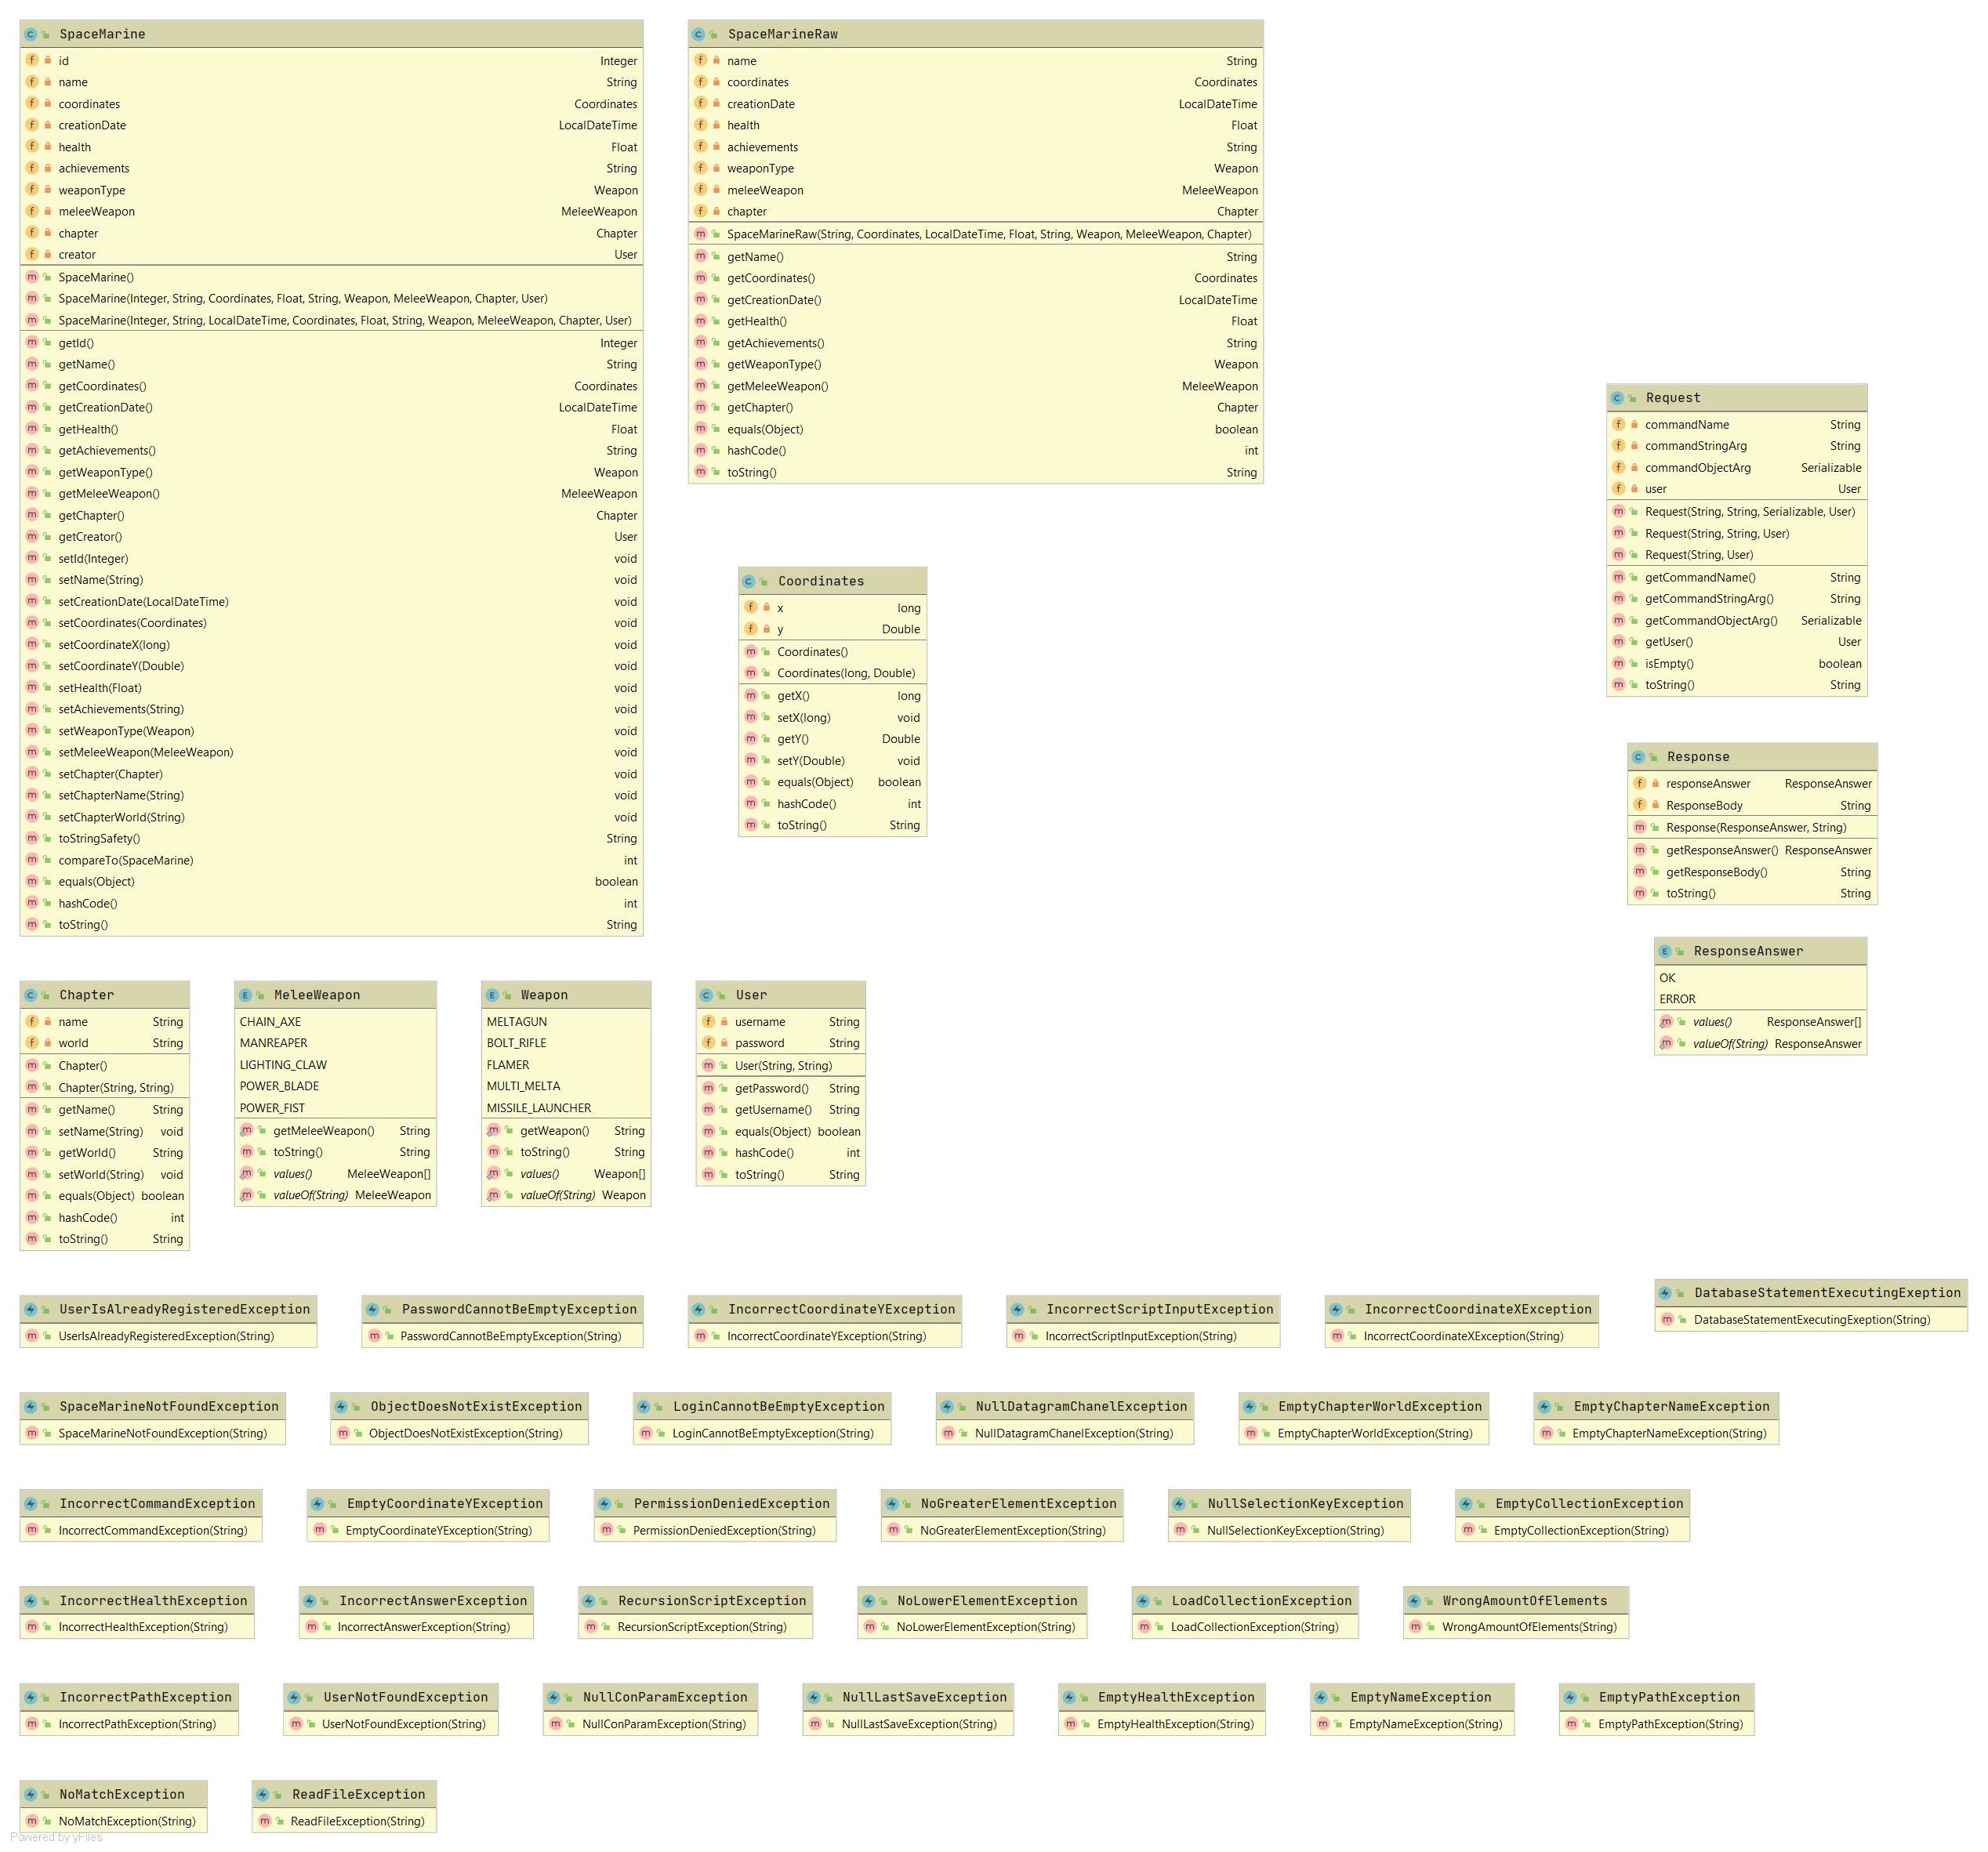 SpaceMarine
id Integer
name String
coordinates Coordinates
creationDate LocalDateTime
health Float
achievements String
weaponType Weapon
meleeWeapon MeleeWeapon
chapter Chapter
creator User
SpaceMarine()
SpaceMarine(Integer, String, Coordinates, Float, String, Weapon, MeleeWeapon, Chapter, User)
SpaceMarine(Integer, String, LocalDateTime, Coordinates, Float, String, Weapon, MeleeWeapon, Chapter, User)
getId() Integer
getName() String
getCoordinates() Coordinates
getCreationDate() LocalDateTime
getHealth() Float
getAchievements() String
getWeaponType() Weapon
getMeleeWeapon() MeleeWeapon
getChapter() Chapter
getCreator() User
setId(Integer) void
setName(String) void
setCreationDate(LocalDateTime) void
setCoordinates(Coordinates) void
setCoordinateX(long) void
setCoordinateY(Double) void
setHealth(Float) void
setAchievements(String) void
setWeaponType(Weapon) void
setMeleeWeapon(MeleeWeapon) void
setChapter(Chapter) void
setChapterName(String) void
setChapterWorld(String) void
toStringSafety() String
compareTo(SpaceMarine) int
equals(Object) boolean
hashCode() int
toString() String
SpaceMarineRaw
name String
coordinates Coordinates
creationDate LocalDateTime
health Float
achievements String
weaponType Weapon
meleeWeapon MeleeWeapon
chapter Chapter
SpaceMarineRaw(String, Coordinates, LocalDateTime, Float, String, Weapon, MeleeWeapon, Chapter)
getName() String
getCoordinates() Coordinates
getCreationDate() LocalDateTime
getHealth() Float
getAchievements() String
getWeaponType() Weapon
getMeleeWeapon() MeleeWeapon
getChapter() Chapter
equals(Object) boolean
hashCode() int
toString() String
Coordinates
x long
y Double
Coordinates()
Coordinates(long, Double)
getX() long
setX(long) void
getY() Double
setY(Double) void
equals(Object) boolean
hashCode() int
toString() String
Request
commandName String
commandStringArg String
commandObjectArg Serializable
user User
Request(String, String, Serializable, User)
Request(String, String, User)
Request(String, User)
getCommandName() String
getCommandStringArg() String
getCommandObjectArg() Serializable
getUser() User
isEmpty() boolean
toString() String
Response
responseAnswer ResponseAnswer
ResponseBody String
Response(ResponseAnswer, String)
getResponseAnswer() ResponseAnswer
getResponseBody() String
toString() String
ResponseAnswer
OK
ERROR
values() ResponseAnswer[]
valueOf(String) ResponseAnswer
Chapter
name String
world String
Chapter()
Chapter(String, String)
getName() String
setName(String) void
getWorld() String
setWorld(String) void
equals(Object) boolean
hashCode() int
toString() String
MeleeWeapon
CHAIN_AXE
MANREAPER
LIGHTING_CLAW
POWER_BLADE
POWER_FIST
getMeleeWeapon() String
toString() String
values() MeleeWeapon[]
valueOf(String) MeleeWeapon
Weapon
MELTAGUN
BOLT_RIFLE
FLAMER
MULTI_MELTA
MISSILE_LAUNCHER
getWeapon() String
toString() String
values() Weapon[]
valueOf(String) Weapon
User
username String
password String
User(String, String)
getPassword() String
getUsername() String
equals(Object) boolean
hashCode() int
toString() String
UserIsAlreadyRegisteredException
UserIsAlreadyRegisteredException(String)
PasswordCannotBeEmptyException
PasswordCannotBeEmptyException(String)
IncorrectCoordinateYException
IncorrectCoordinateYException(String)
IncorrectScriptInputException
IncorrectScriptInputException(String)
IncorrectCoordinateXException
IncorrectCoordinateXException(String)
DatabaseStatementExecutingExeption
DatabaseStatementExecutingExeption(String)
SpaceMarineNotFoundException
SpaceMarineNotFoundException(String)
ObjectDoesNotExistException
ObjectDoesNotExistException(String)
LoginCannotBeEmptyException
LoginCannotBeEmptyException(String)
NullDatagramChanelException
NullDatagramChanelException(String)
EmptyChapterWorldException
EmptyChapterWorldException(String)
EmptyChapterNameException
EmptyChapterNameException(String)
IncorrectCommandException
IncorrectCommandException(String)
EmptyCoordinateYException
EmptyCoordinateYException(String)
PermissionDeniedException
PermissionDeniedException(String)
NoGreaterElementException
NoGreaterElementException(String)
NullSelectionKeyException
NullSelectionKeyException(String)
EmptyCollectionException
EmptyCollectionException(String)
IncorrectHealthException
IncorrectHealthException(String)
IncorrectAnswerException
IncorrectAnswerException(String)
RecursionScriptException
RecursionScriptException(String)
NoLowerElementException
NoLowerElementException(String)
LoadCollectionException
LoadCollectionException(String)
WrongAmountOfElements
WrongAmountOfElements(String)
IncorrectPathException
IncorrectPathException(String)
UserNotFoundException
UserNotFoundException(String)
NullConParamException
NullConParamException(String)
NullLastSaveException
NullLastSaveException(String)
EmptyHealthException
EmptyHealthException(String)
EmptyNameException
EmptyNameException(String)
EmptyPathException
EmptyPathException(String)
NoMatchException
NoMatchException(String)
ReadFileException
ReadFileException(String)
Powered by yFiles